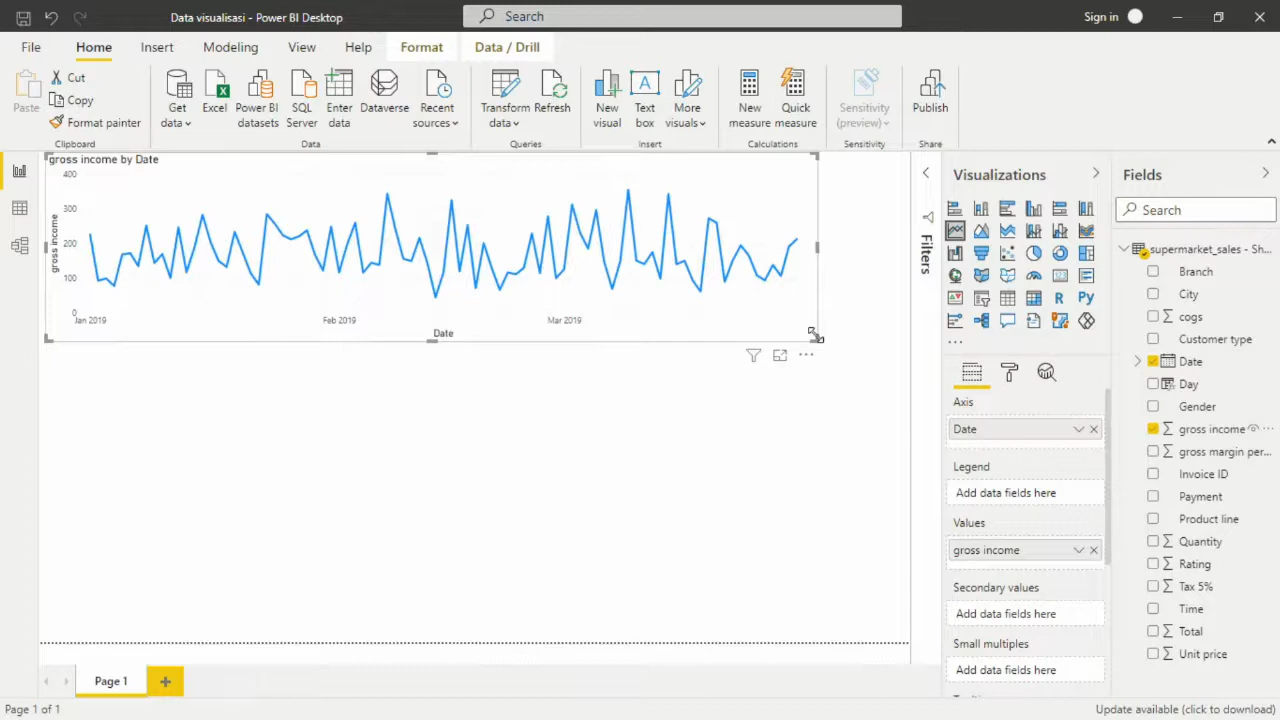 Data visualisasi - Power BI Desktop
Search
Sign in
File
Home
Insert
Modeling
View
Help
Format
Data / Drill
Paste
Cut
Copy
Format painter
Clipboard
Get data
Excel
Power BI datasets
SQL Server
Enter data
Dataverse
Recent sources
Data
Transform data
Refresh
Queries
New visual
Text box
More visuals
Insert
New measure
Quick measure
Calculations
Sensitivity (preview)
Sensitivity
Publish
Share
gross income by Date
400
300
200
100
0
gross income
Jan 2019
Feb 2019
Mar 2019
Date
Filters
Visualizations
R
Py
Axis
Date
Legend
Add data fields here
Values
gross income
Secondary values
Add data fields here
Small multiples
Add data fields here
Fields
Search
supermarket_sales - Sh...
Branch
City
cogs
Customer type
Date
Day
Gender
gross income
gross margin per...
Invoice ID
Payment
Product line
Quantity
Rating
Tax 5%
Time
Total
Unit price
Page 1
Page 1 of 1
Update available (click to download)